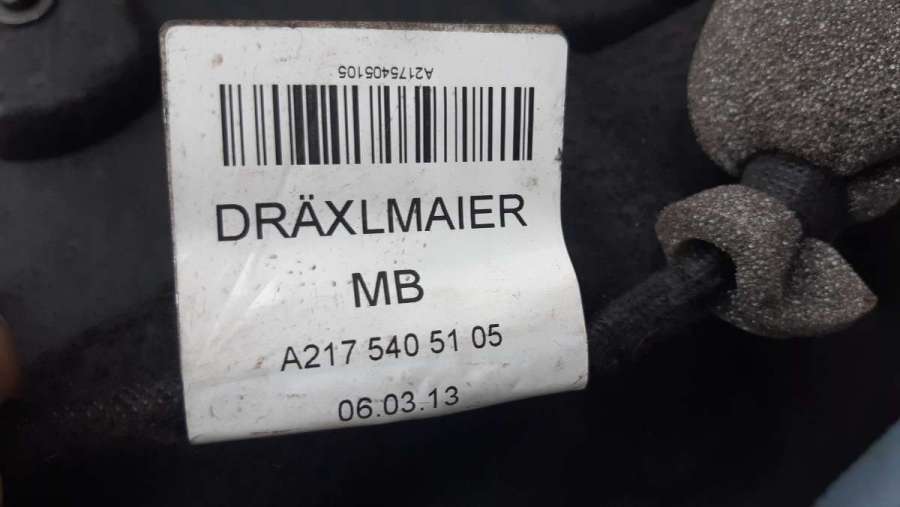 A2175405105
DRÄXLMAIER
MB
A217 540 51 05
06.03.13